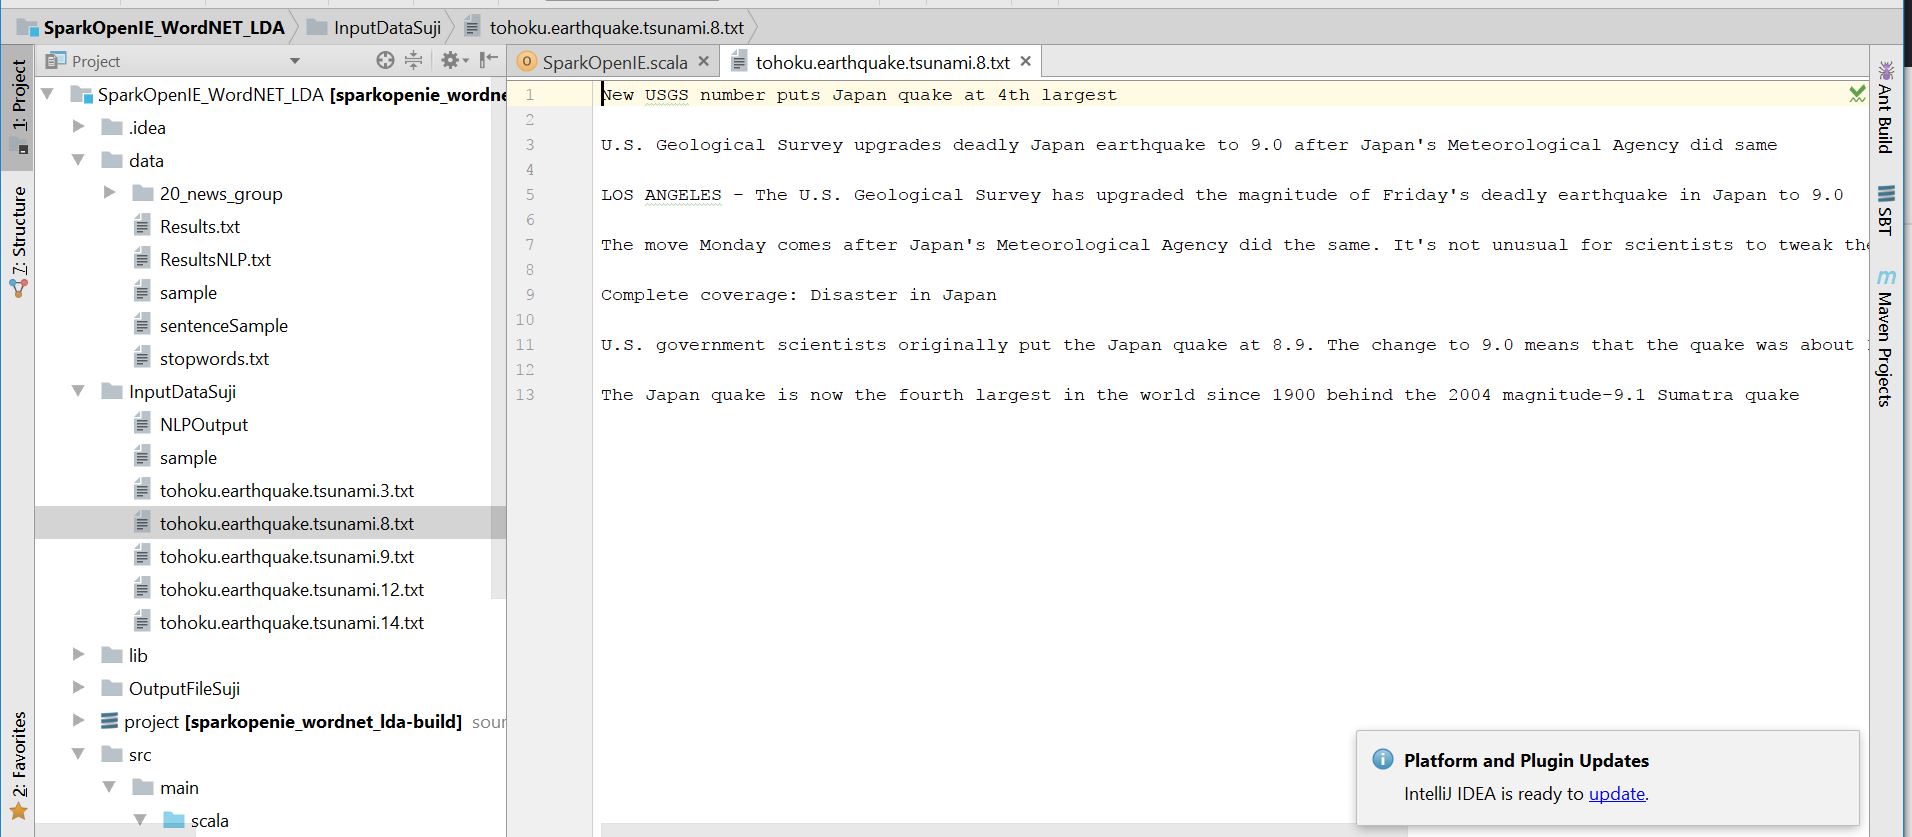 SparkOpenIE_WordNET_LDA
InputDataSuji
tohoku.earthquake.tsunami.8.txt
1: Project
7: Structure
2: Favorites
Project
SparkOpenIE_WordNET_LDA [sparkopenie_wordne
.idea
data
20_news_group
Results.txt
ResultsNLP.txt
sample
sentenceSample
stopwords.txt
InputDataSuji
NLPOutput
sample
tohoku.earthquake.tsunami.3.txt
tohoku.earthquake.tsunami.8.txt
tohoku.earthquake.tsunami.9.txt
tohoku.earthquake.tsunami.12.txt
tohoku.earthquake.tsunami.14.txt
lib
OutputFileSuji
project [sparkopenie_wordnet_lda-build] sour
src
main
scala
SparkOpenIE.scala
tohoku.earthquake.tsunami.8.txt
1 New USGS number puts Japan quake at 4th largest
2
3 U.S. Geological Survey upgrades deadly Japan earthquake to 9.0 after Japan's Meteorological Agency did same
4
5 LOS ANGELES - The U.S. Geological Survey has upgraded the magnitude of Friday's deadly earthquake in Japan to 9.0
6
7 The move Monday comes after Japan's Meteorological Agency did the same. It's not unusual for scientists to tweak the
8
9 Complete coverage: Disaster in Japan
10
11 U.S. government scientists originally put the Japan quake at 8.9. The change to 9.0 means that the quake was about
12
13 The Japan quake is now the fourth largest in the world since 1900 behind the 2004 magnitude-9.1 Sumatra quake
Ant Build
SBT
Maven Projects
Platform and Plugin Updates
IntelliJ IDEA is ready to update.